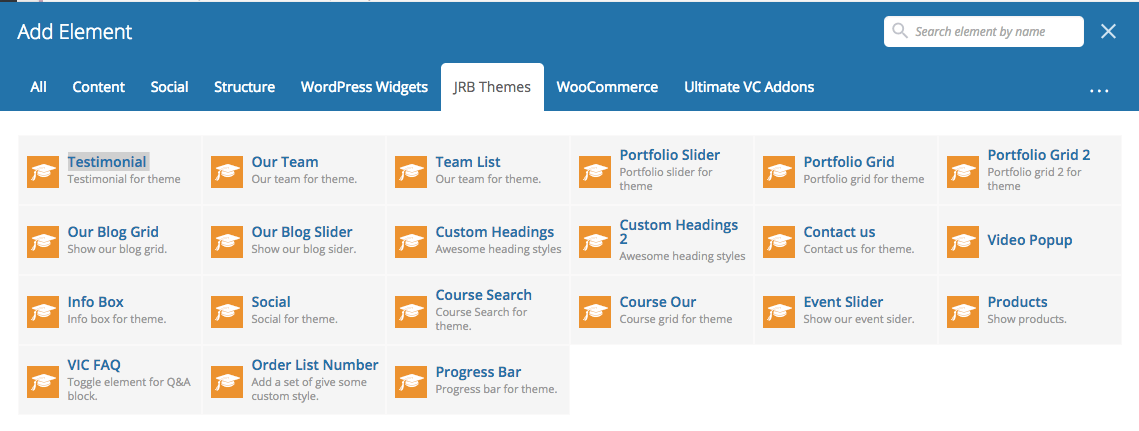 Add Element
Search element by name
All Content Social Structure WordPress Widgets JRB Themes WooCommerce Ultimate VC Addons ...
Testimonial
Testimonial for theme
Our Team
Our team for theme.
Team List
Our team for theme.
Portfolio Slider
Portfolio slider for
theme
Portfolio Grid
Portfolio grid for theme
Portfolio Grid 2
Portfolio grid 2 for
theme
Our Blog Grid
Show our blog grid.
Our Blog Slider
Show our blog sider.
Custom Headings
Awesome heading styles
Custom Headings
2
Awesome heading styles
Contact us
Contact us for theme.
Video Popup
Info Box
Info box for theme.
Social
Social for theme.
Course Search
Course Search for
theme.
Course Our
Course grid for theme
Event Slider
Show our event sider.
Products
Show products.
VIC FAQ
Toggle element for Q&A
block.
Order List Number
Add a set of give some
custom style.
Progress Bar
Progress bar for theme.